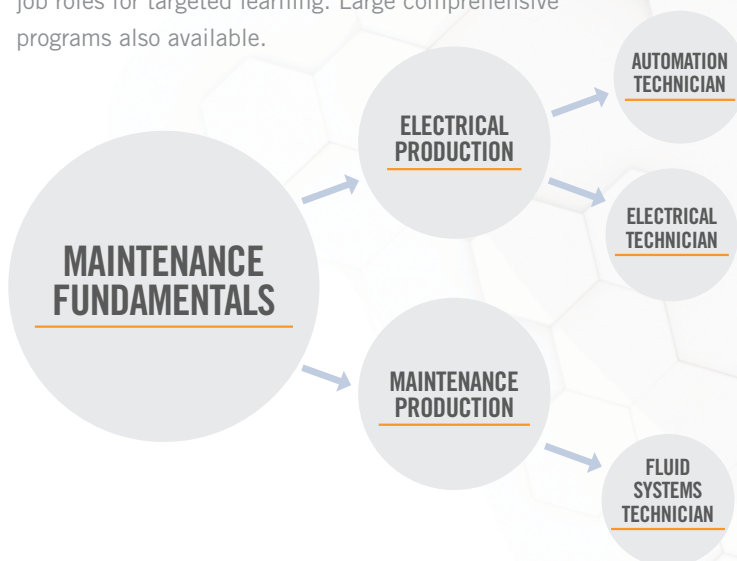 job roles for targeted learning. Large comprehensive
programs also available.
AUTOMATION
TECHNICIAN
ELECTRICAL
PRODUCTION
ELECTRICAL
TECHNICIAN
MAINTENANCE
FUNDAMENTALS
MAINTENANCE
PRODUCTION
FLUID
SYSTEMS
TECHNICIAN